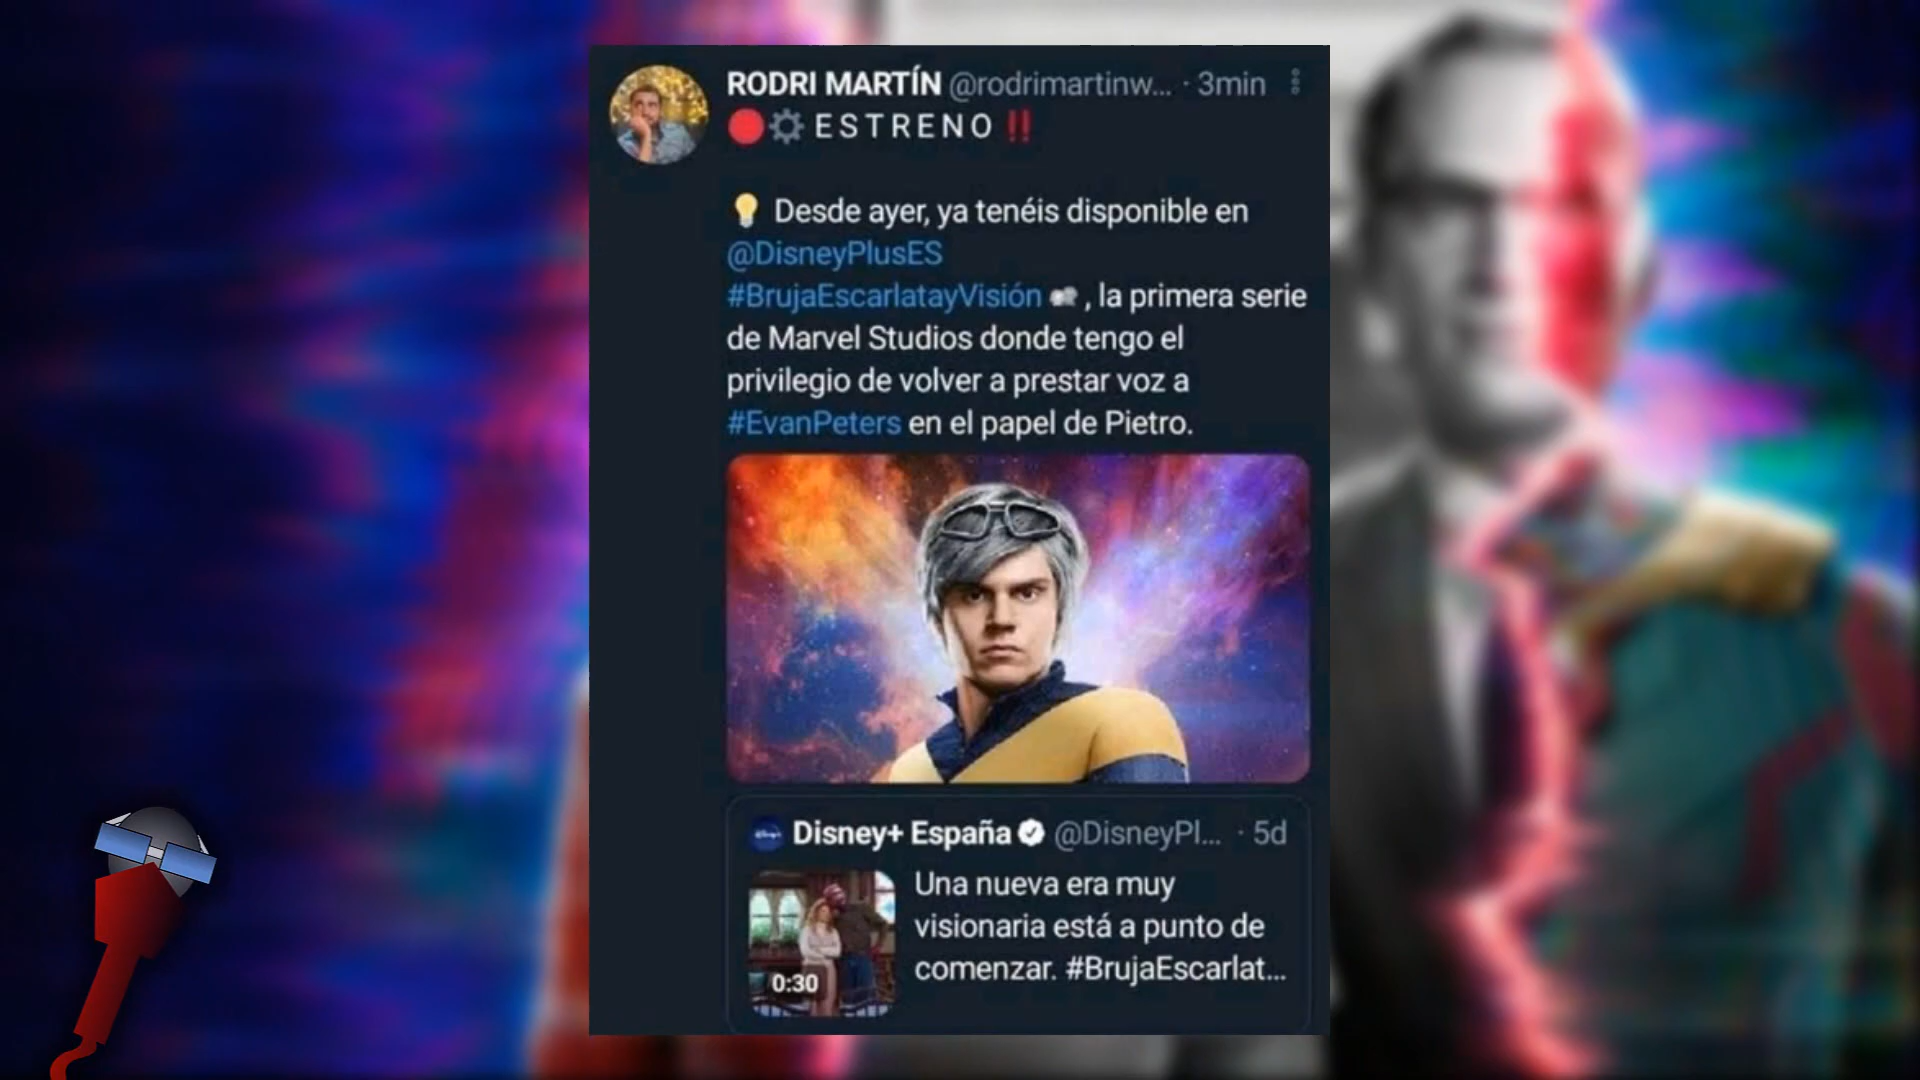 RODRI MARTÍN @rodrimartinw... · 3min
🔴⚙️ E S T R E N O ‼️
💡 Desde ayer, ya tenéis disponible en
@DisneyPlusES
#BrujaEscarlatayVisión , la primera serie
de Marvel Studios donde tengo el
privilegio de volver a prestar voz a
#EvanPeters en el papel de Pietro.
Disney+ España @DisneyPl... · 5d
Una nueva era muy
visionaria está a punto de
comenzar. #BrujaEscarlat...
0:30